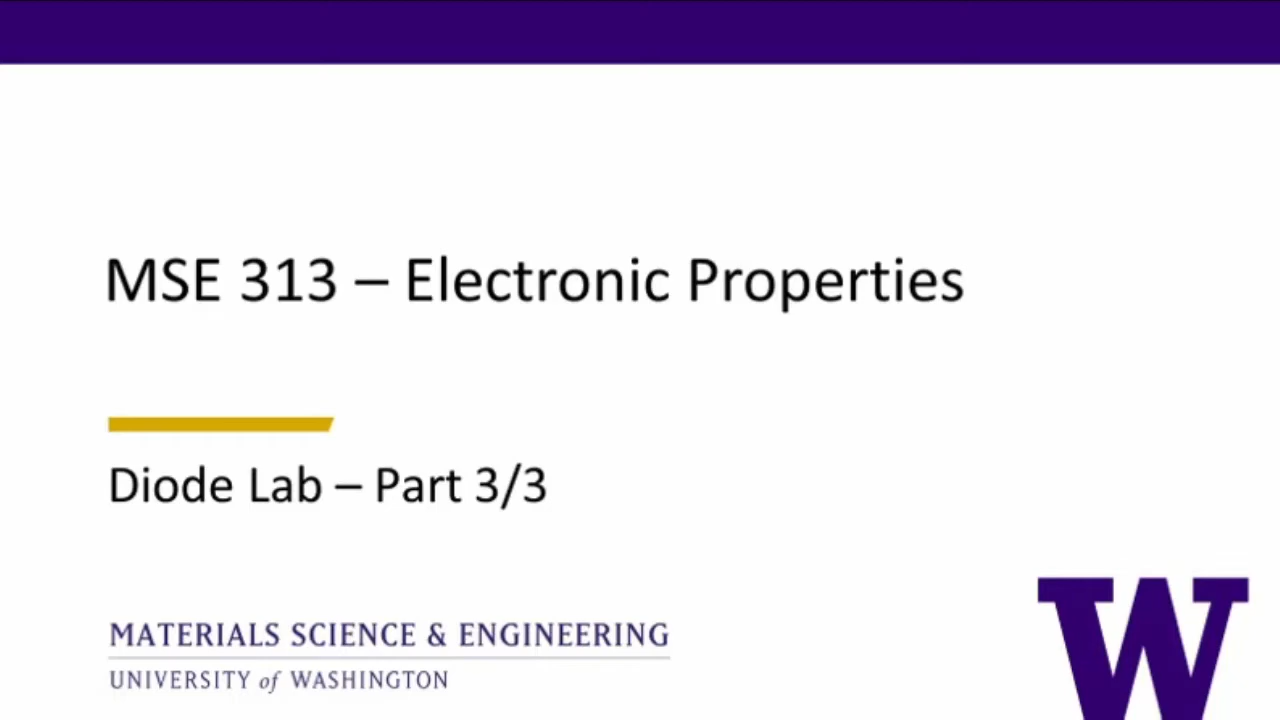 MSE 313 – Electronic Properties
Diode Lab – Part 3/3
MATERIALS SCIENCE & ENGINEERING
UNIVERSITY of WASHINGTON
W